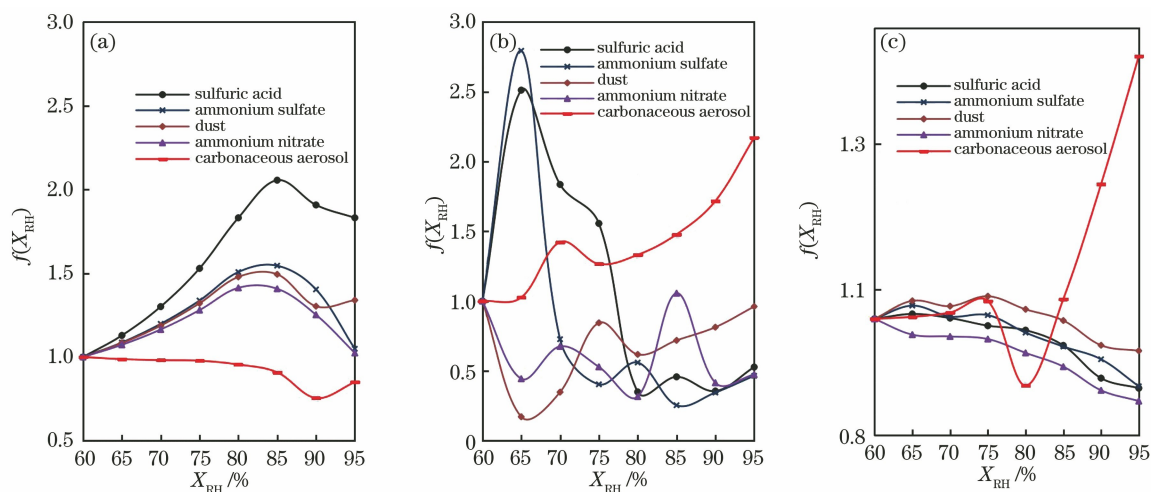 (a)
3.0
2.5
2.0
1.5
1.0
0.5
f(X_RH)
sulfuric acid
ammonium sulfate
dust
ammonium nitrate
carbonaceous aerosol
60 65 70 75 80 85 90 95
X_RH /%
(b)
3.0
2.5
2.0
1.5
1.0
0.5
0
f(X_RH)
sulfuric acid
ammonium sulfate
dust
ammonium nitrate
carbonaceous aerosol
60 65 70 75 80 85 90 95
X_RH /%
(c)
1.3
1.1
0.8
f(X_RH)
sulfuric acid
ammonium sulfate
dust
ammonium nitrate
carbonaceous aerosol
60 65 70 75 80 85 90 95
X_RH /%